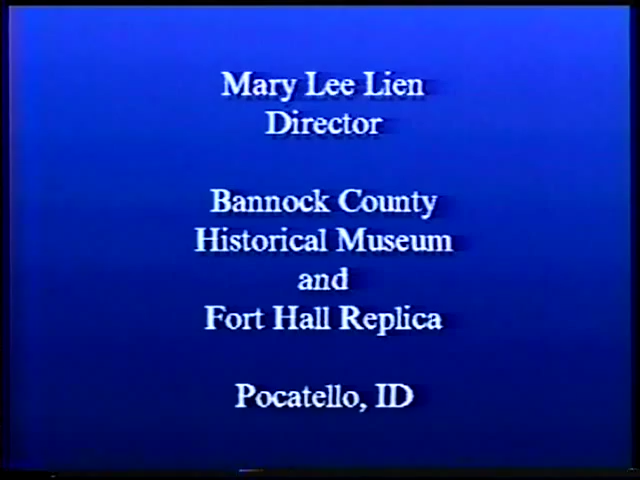 Mary Lee Lien
Director
Bannock County
Historical Museum
and
Fort Hall Replica
Pocatello, ID